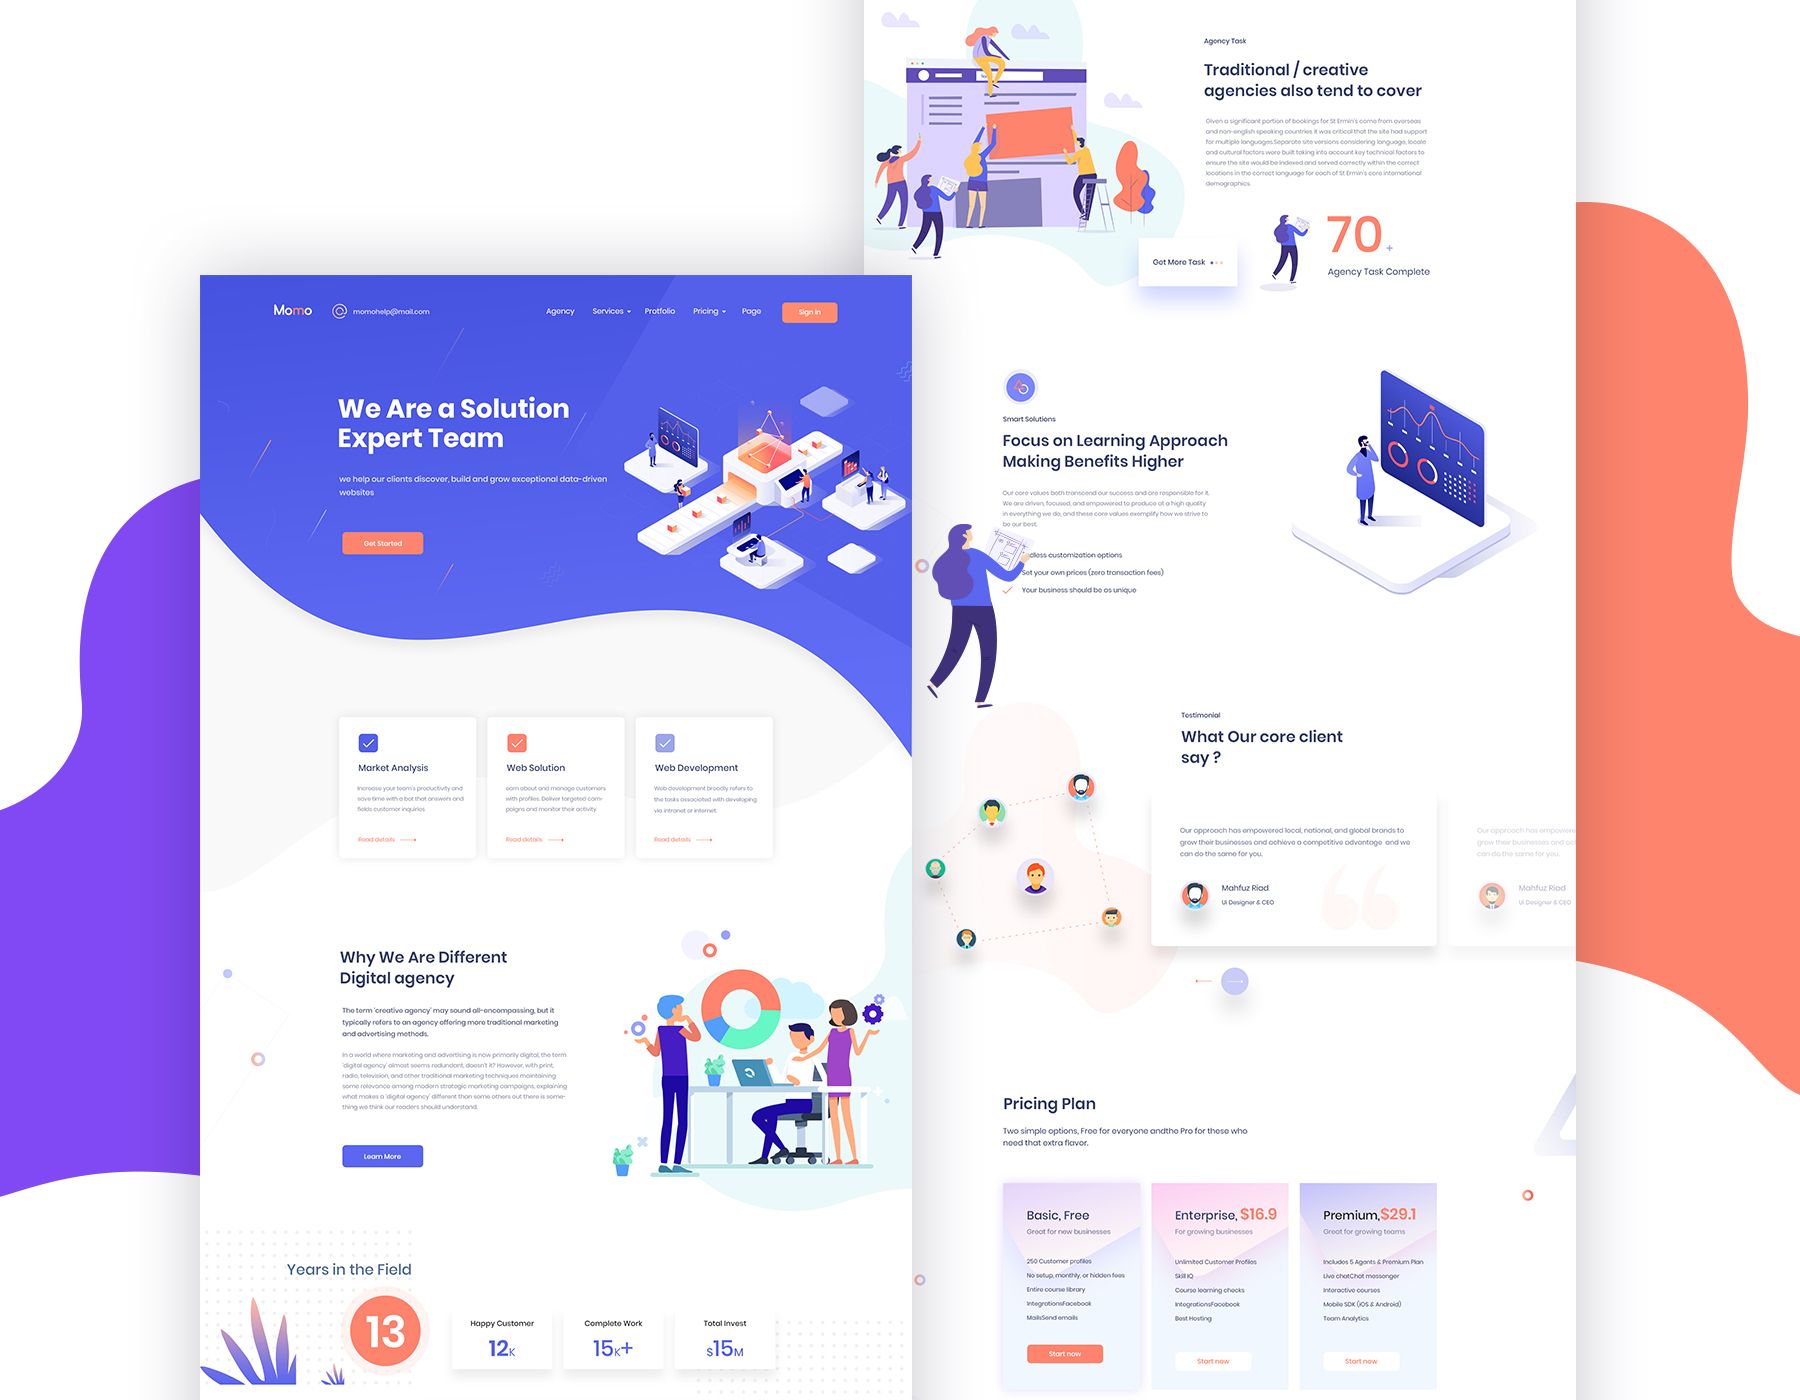 Momo
momohelp@mail.com
Agency
Services
Protfolio
Pricing
Page
Sign in
We Are a Solution
Expert Team
we help our clients discover, build and grow exceptional data-driven
websites
Get Started
Market Analysis
Increase your team's productivity and
save time with a bot that answers and
fields customer inquiries
Read details
Web Solution
earn about and manage customers
with profiles. Deliver targeted cam-
paigns and monitor their activity
Read details
Web Development
Web development broadly refers to
the tasks associated with developing
via intranet or internet.
Read details
Why We Are Different
Digital agency
The term 'creative agency' may sound all-encompassing, but it
typically refers to an agency offering more traditional marketing
and advertising methods.
In a world where marketing and advertising is now primarily digital, the term
'digital agency' almost seems redundant, doesn't it? However, with print,
radio, television, and other traditional marketing techniques maintaining
some relevance among modern strategic marketing campaigns, explaining
what makes a 'digital agency' different than some others out there is some-
thing we think our readers should understand.
Learn More
Years in the Field
13
Happy Customer
12K
Complete Work
15K+
Total Invest
$15M
Agency Task
Traditional / creative
agencies also tend to cover
Given a significant portion of bookings for St Ermin's come from overseas
and non-english speaking countries it was critical that the site had support
for multiple languages.Separate site versions considering language, locale
and cultural factors were built taking into account key technical factors to
ensure the site would be indexed and served correctly within the correct
locations in the correct language for each of St Ermin's core international
demographics.
Get More Task
70+
Agency Task Complete
Smart Solutions
Focus on Learning Approach
Making Benefits Higher
Our core values both transcend our success and are responsible for it.
We are driven, focused, and empowered to produce at a high quality
in everything we do, and these core values exemplify how we strive to
be our best.
dless customization options
Set your own prices (zero transaction fees)
Your business should be as unique
Testimonial
What Our core client
say ?
Our approach has empowered local, national, and global brands to
grow their businesses and achieve a competitive advantage and we
can do the same for you.
Mahfuz Riad
Ui Designer & CEO
Our approach has empowere
grow their businesses and ac
can do the same for you.
Mahfuz Riad
Ui Designer & CEO
Pricing Plan
Two simple options, Free for everyone andthe Pro for these who
need that extra flavor.
Basic, Free
Great for new businesses
250 Customer profiles
No setup, monthly, or hidden fees
Entire course library
IntegrationsFacebook
MailsSend emails
Start now
Enterprise, $16.9
For growing businesses
Unlimited Customer Profiles
Skill IQ
Course learning checks
IntegrationsFacebook
Best Hosting
Start now
Premium,$29.1
Great for growing teams
Includes 5 Agents & Premium Plan
Live chatChat messenger
Interactive courses
Mobile SDK (iOS & Android)
Team Analytics
Start now